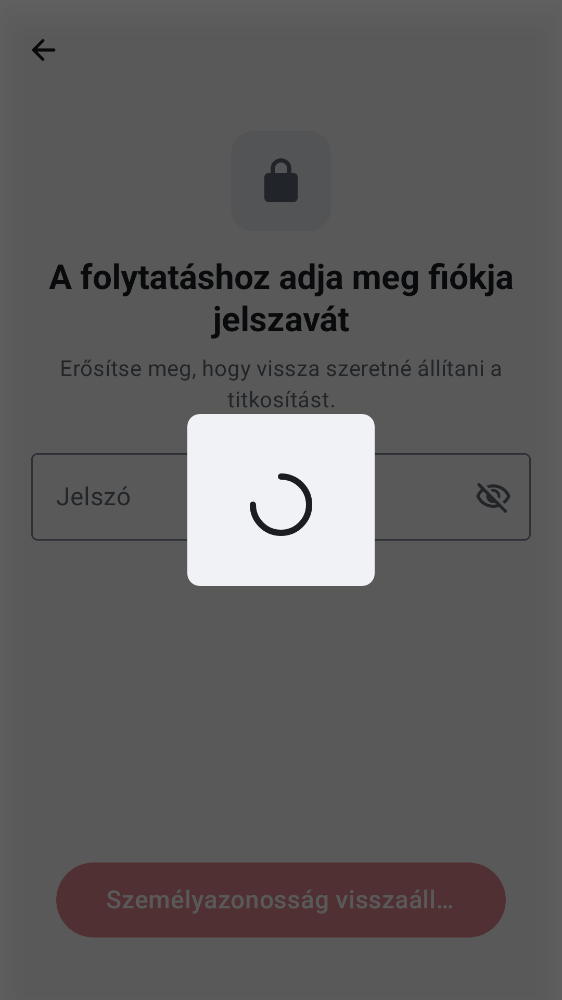 A folytatáshoz adja meg fiókja
jelszavát
Erősítse meg, hogy vissza szeretné állítani a
titkosítást.
Jelszó
Személyazonosság visszaáll…